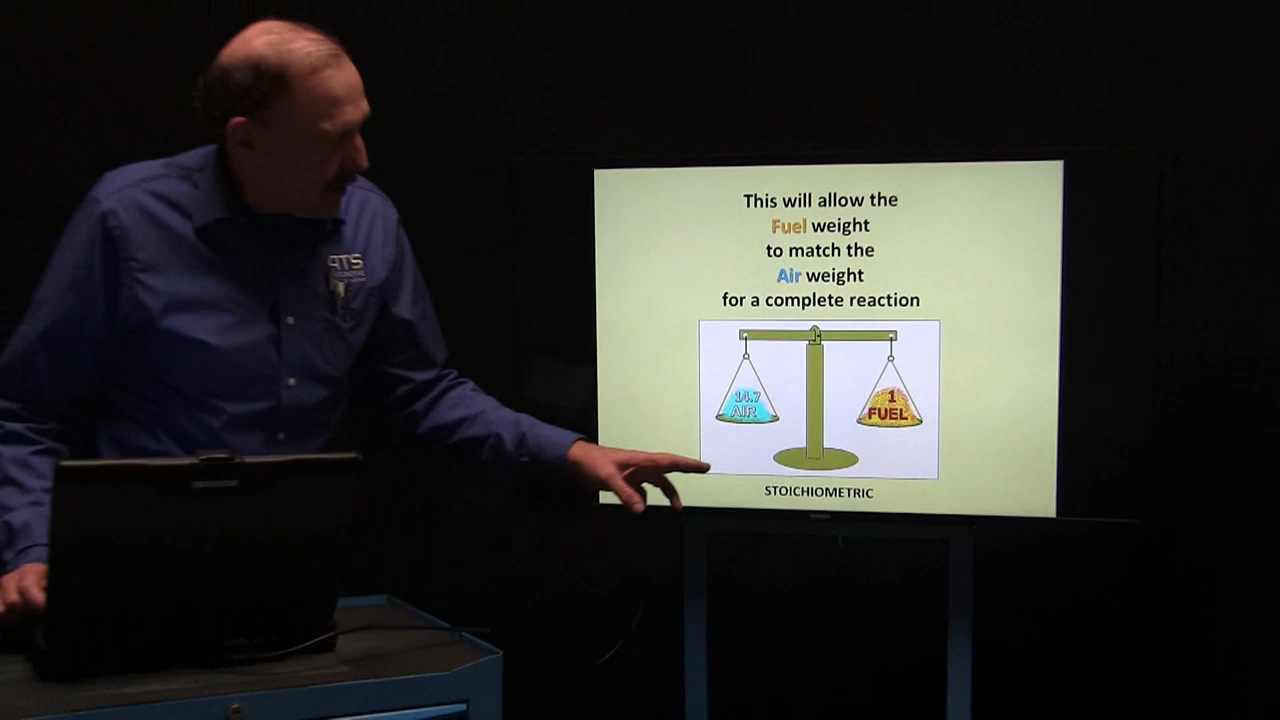 This will allow the
Fuel weight
to match the
Air weight
for a complete reaction
14.7
AIR
1
FUEL
STOICHIOMETRIC
ATS